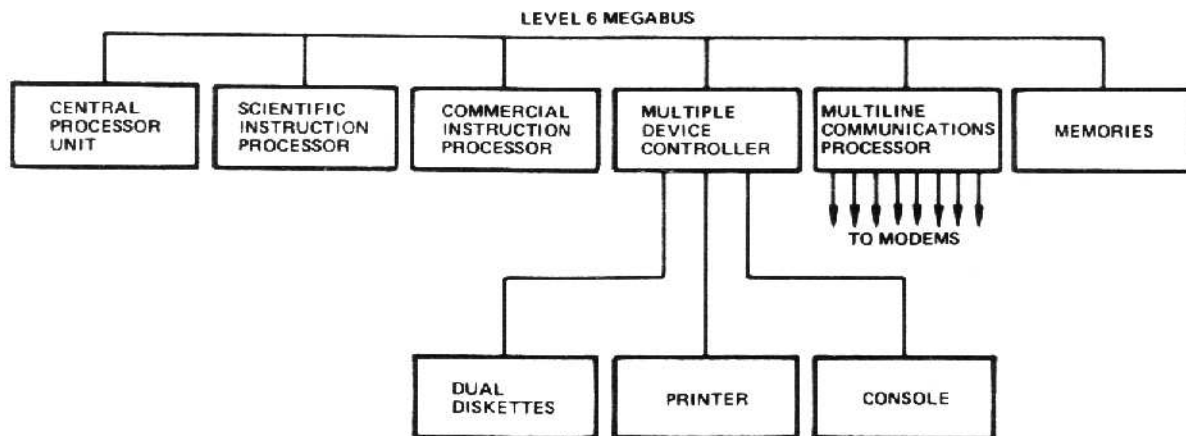 LEVEL 6 MEGABUS
CENTRAL
PROCESSOR
UNIT
SCIENTIFIC
INSTRUCTION
PROCESSOR
COMMERCIAL
INSTRUCTION
PROCESSOR
MULTIPLE
DEVICE
CONTROLLER
MULTILINE
COMMUNICATIONS
PROCESSOR
MEMORIES
TO MODEMS
DUAL
DISKETTES
PRINTER
CONSOLE